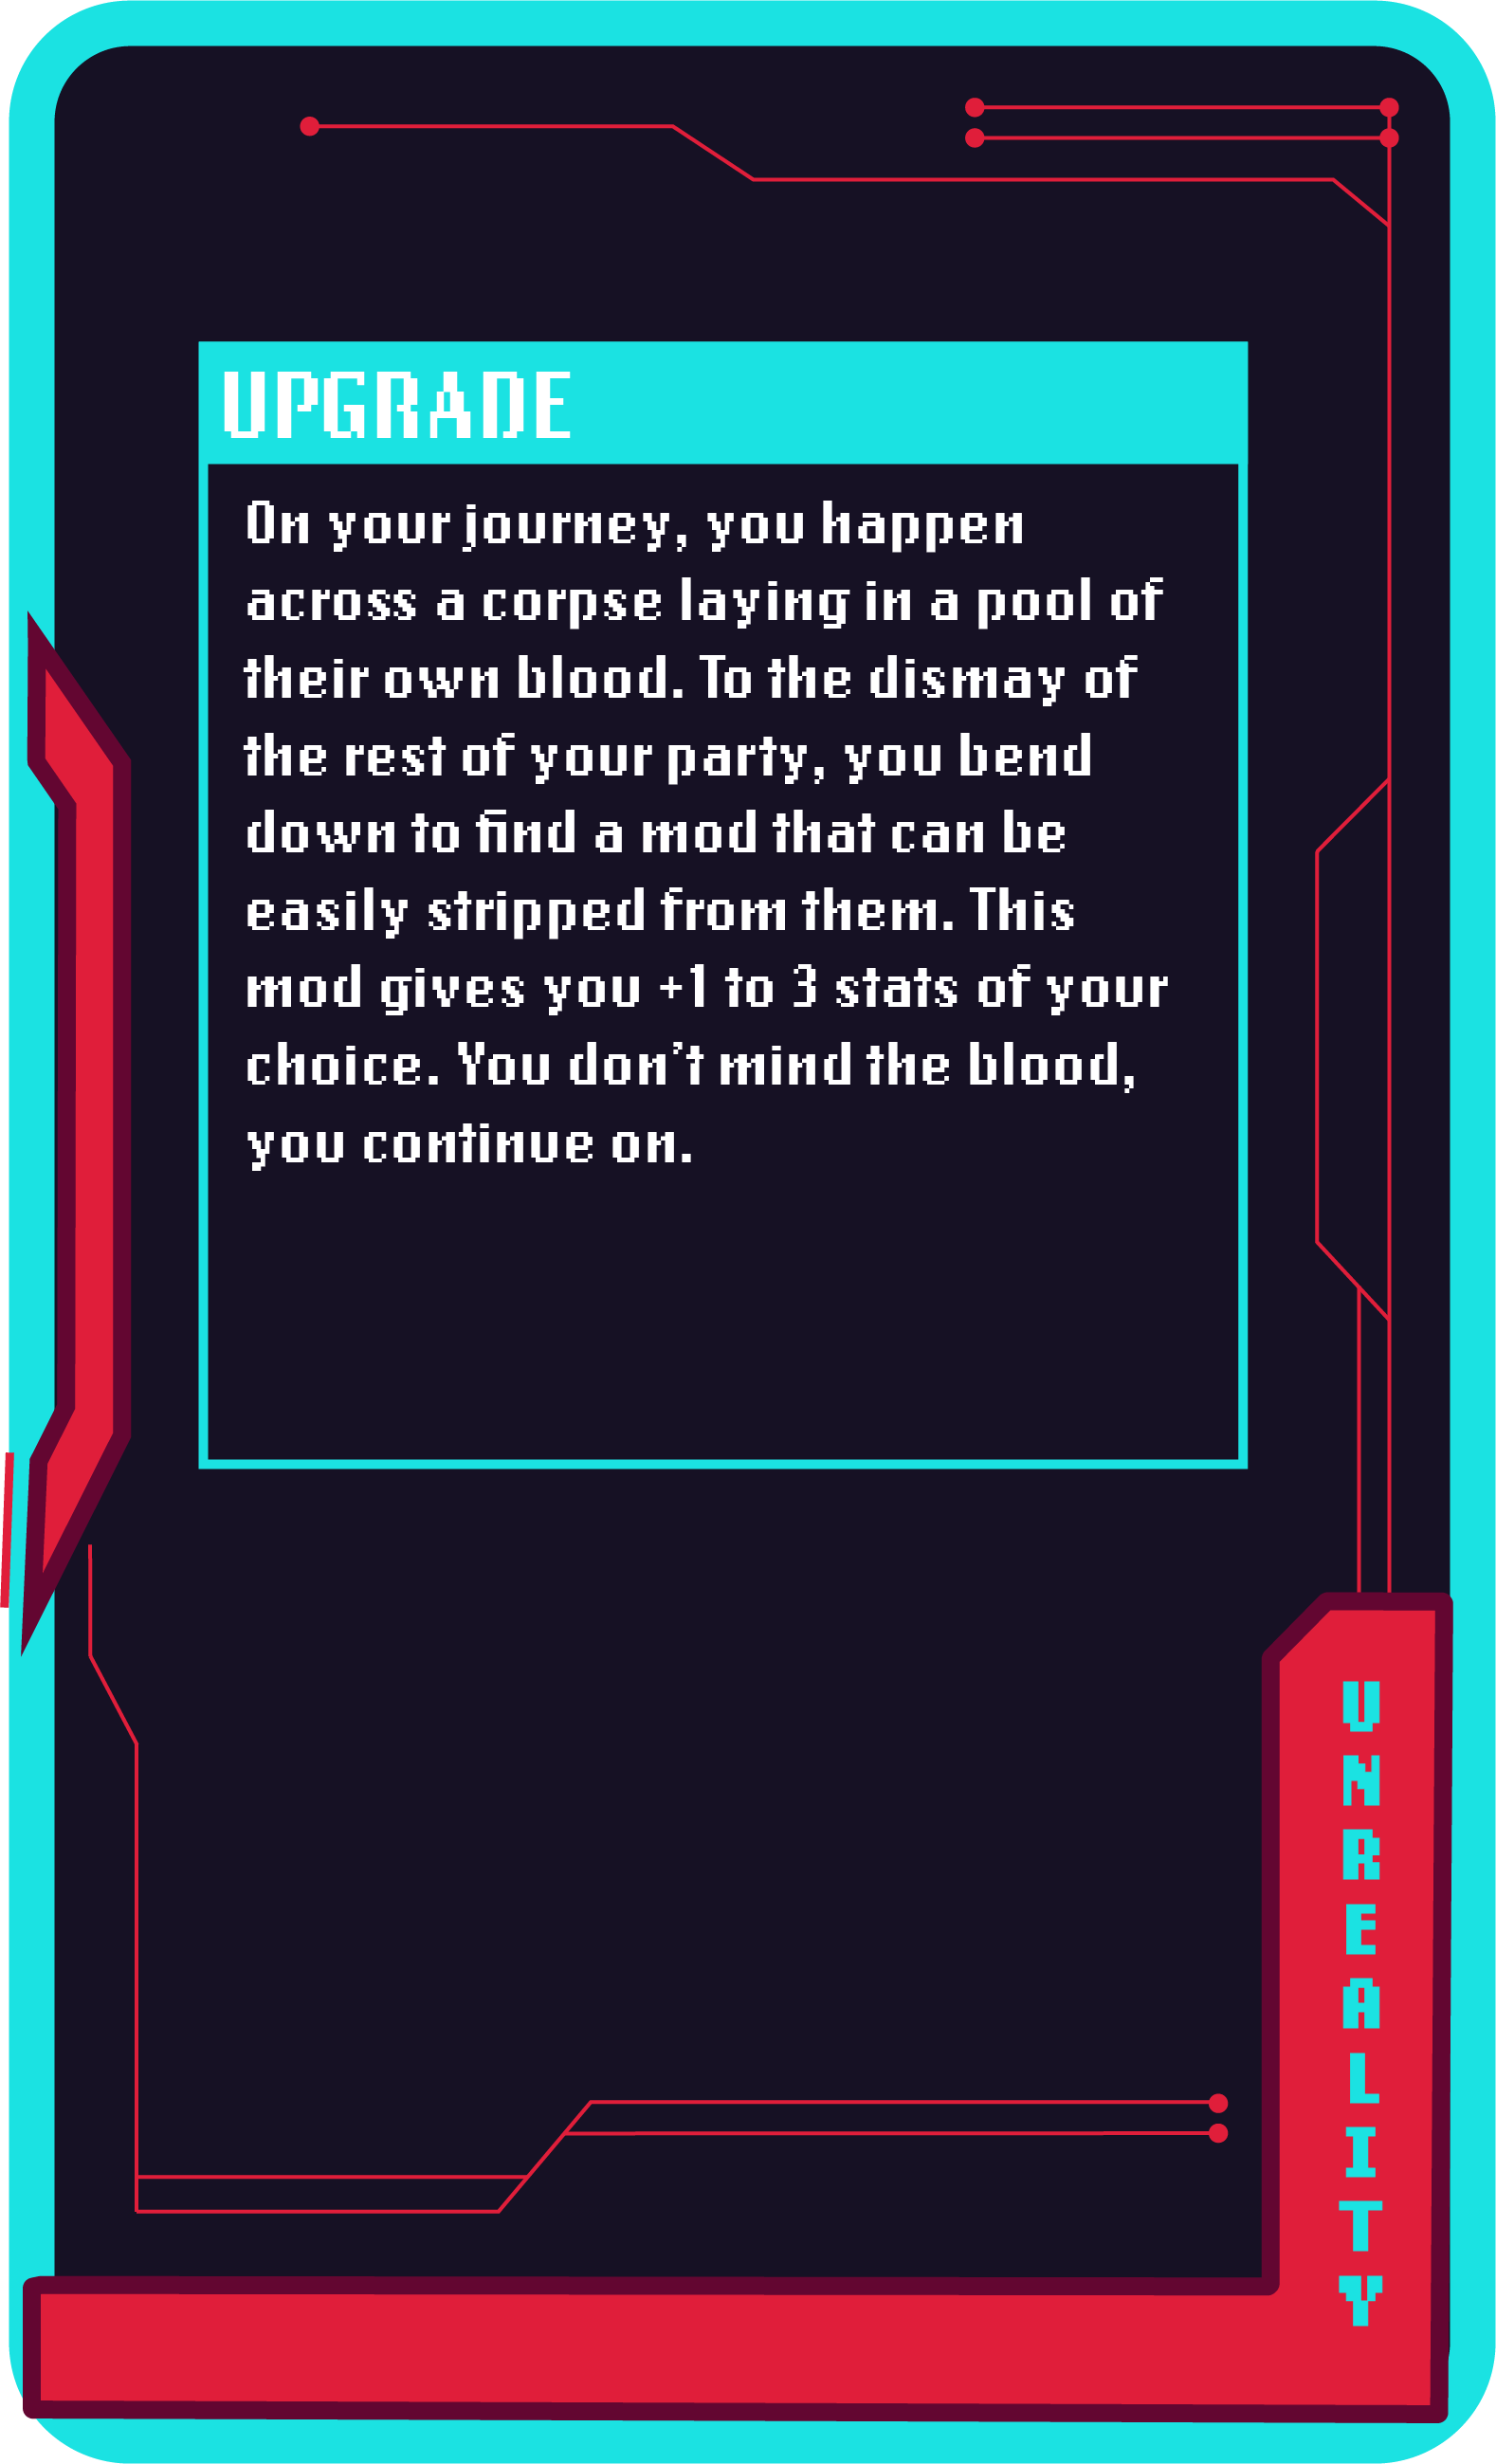 UPGRADE
On your journey, you happen
across a corpse laying in a pool of
their own blood. To the dismay of
the rest of your party, you bend
down to find a mod that can be
easily stripped from them. This
mod gives you +1 to 3 stats of your
choice. You don't mind the blood,
you continue on.
UNREALITY